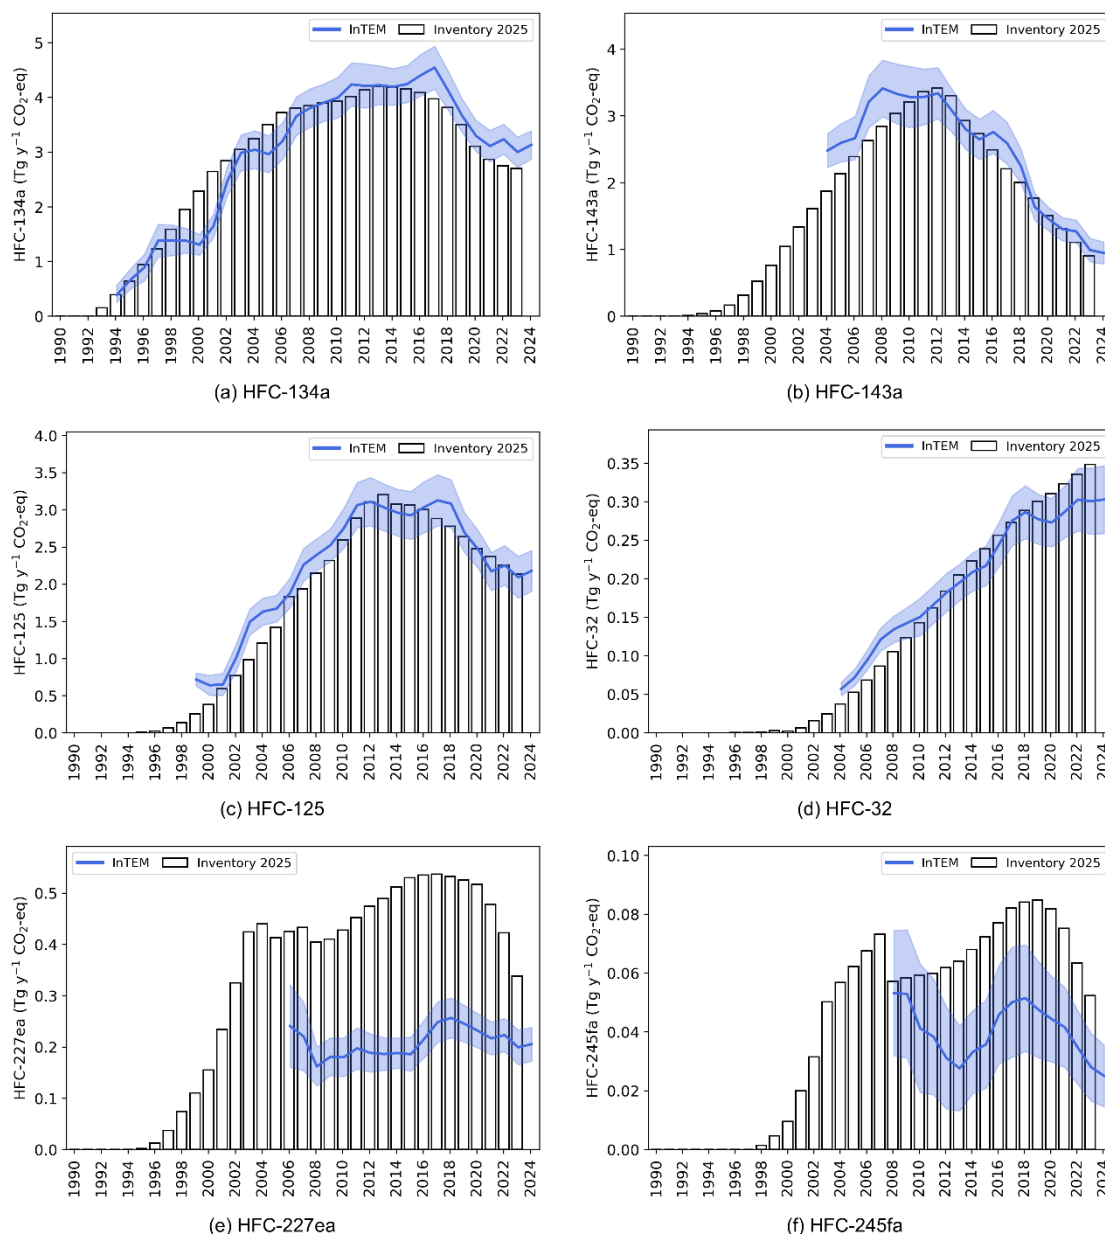 InTEM Inventory 2025
HFC-134a (Tg y⁻¹ CO₂-eq)
5
4
3
2
1
0
1990 1992 1994 1996 1998 2000 2002 2004 2006 2008 2010 2012 2014 2016 2018 2020 2022 2024
(a) HFC-134a
InTEM Inventory 2025
HFC-143a (Tg y⁻¹ CO₂-eq)
4
3
2
1
0
1990 1992 1994 1996 1998 2000 2002 2004 2006 2008 2010 2012 2014 2016 2018 2020 2022 2024
(b) HFC-143a
InTEM Inventory 2025
HFC-125 (Tg y⁻¹ CO₂-eq)
4.0
3.5
3.0
2.5
2.0
1.5
1.0
0.5
0.0
1990 1992 1994 1996 1998 2000 2002 2004 2006 2008 2010 2012 2014 2016 2018 2020 2022 2024
(c) HFC-125
InTEM Inventory 2025
HFC-32 (Tg y⁻¹ CO₂-eq)
0.35
0.30
0.25
0.20
0.15
0.10
0.05
0.00
1990 1992 1994 1996 1998 2000 2002 2004 2006 2008 2010 2012 2014 2016 2018 2020 2022 2024
(d) HFC-32
InTEM Inventory 2025
HFC-227ea (Tg y⁻¹ CO₂-eq)
0.5
0.4
0.3
0.2
0.1
0.0
1990 1992 1994 1996 1998 2000 2002 2004 2006 2008 2010 2012 2014 2016 2018 2020 2022 2024
(e) HFC-227ea
InTEM Inventory 2025
HFC-245fa (Tg y⁻¹ CO₂-eq)
0.10
0.08
0.06
0.04
0.02
0.00
1990 1992 1994 1996 1998 2000 2002 2004 2006 2008 2010 2012 2014 2016 2018 2020 2022 2024
(f) HFC-245fa